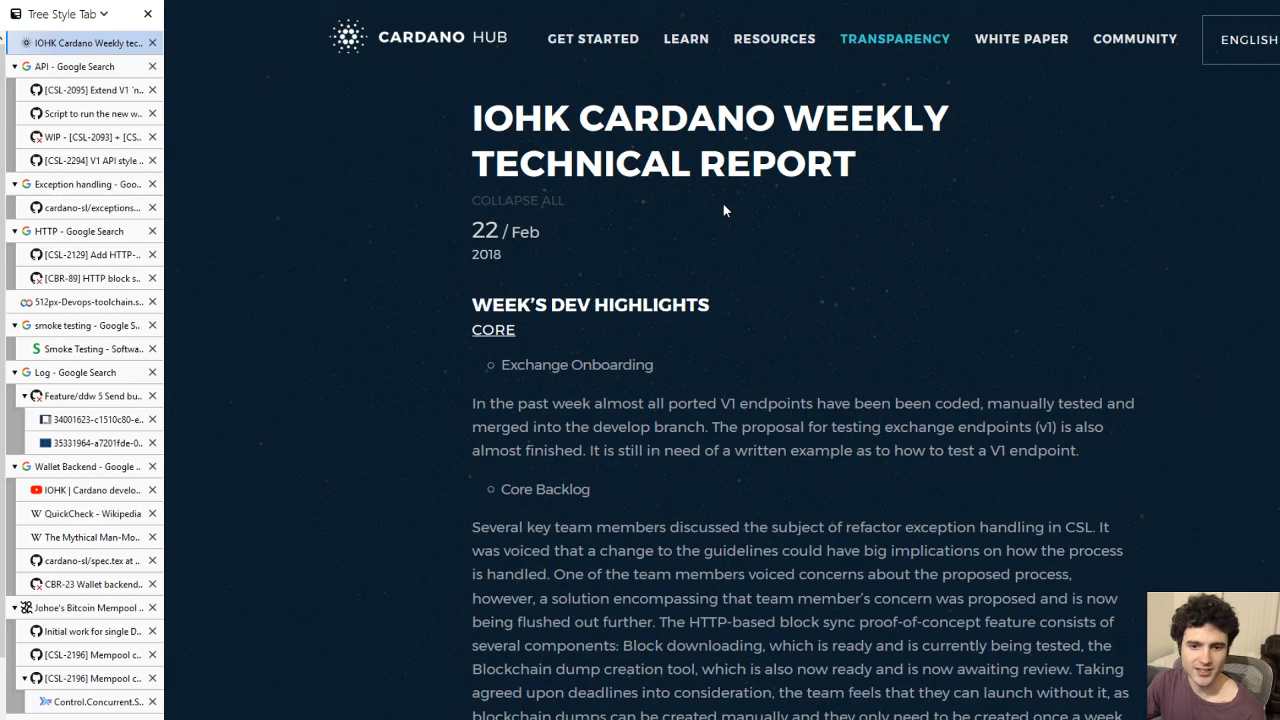 Tree Style Tab
IOHK Cardano Weekly tec..
API - Google Search
[CSL-2095] Extend V1 'n..
Script to run the new w..
WIP - [CSL-2093] + [CS..
[CSL-2294] V1 API style ..
Exception handling - Goo..
cardano-sl/exceptions..
HTTP - Google Search
[CSL-2129] Add HTTP-..
[CBR-89] HTTP block s..
512px-Devops-toolchain.s..
smoke testing - Google S..
Smoke Testing - Softwa..
Log - Google Search
Feature/ddw 5 Send bu..
34001623-c1510c80-e..
35331964-a7201fde-0..
Wallet Backend - Google ..
IOHK | Cardano develo..
QuickCheck - Wikipedia
The Mythical Man-Mo..
cardano-sl/spec.tex at ..
CBR-23 Wallet backend..
Johoe's Bitcoin Mempool ..
Initial work for single D..
[CSL-2196] Mempool c..
[CSL-2196] Mempool c..
Control.Concurrent.S..
CARDANO HUB
GET STARTED
LEARN
RESOURCES
TRANSPARENCY
WHITE PAPER
COMMUNITY
ENGLISH
IOHK CARDANO WEEKLY
TECHNICAL REPORT
COLLAPSE ALL
22 / Feb
2018
WEEK’S DEV HIGHLIGHTS
CORE
Exchange Onboarding
In the past week almost all ported V1 endpoints have been been coded, manually tested and
merged into the develop branch. The proposal for testing exchange endpoints (v1) is also
almost finished. It is still in need of a written example as to how to test a V1 endpoint.
Core Backlog
Several key team members discussed the subject of refactor exception handling in CSL. It
was voiced that a change to the guidelines could have big implications on how the process
is handled. One of the team members voiced concerns about the proposed process,
however, a solution encompassing that team member’s concern was proposed and is now
being flushed out further. The HTTP-based block sync proof-of-concept feature consists of
several components: Block downloading, which is ready and is currently being tested, the
Blockchain dump creation tool, which is also now ready and is now awaiting review. Taking
agreed upon deadlines into consideration, the team feels that they can launch without it, as
blockchain dumps can be created manually and they only need to be created once a week